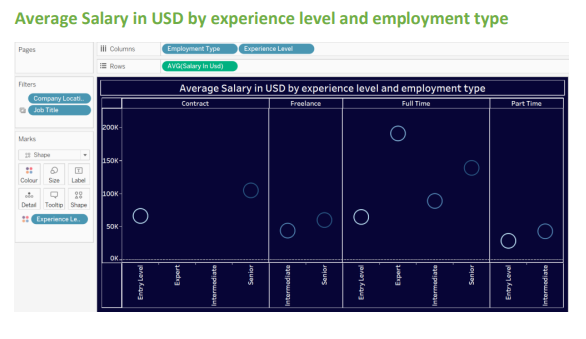 Average Salary in USD by experience level and employment type
Pages
Columns
Employment Type
Experience Level
Rows
AVG(Salary In Usd)
Filters
Company Locati..
Job Title
Marks
Shape
Colour Size Label
Detail Tooltip Shape
Experience Le..
Average Salary in USD by experience level and employment type
Contract Freelance Full Time Part Time
200K
150K
100K
50K
0K
Entry Level Expert Intermediate Senior Intermediate Senior Entry Level Expert Intermediate Senior Entry Level Intermediate